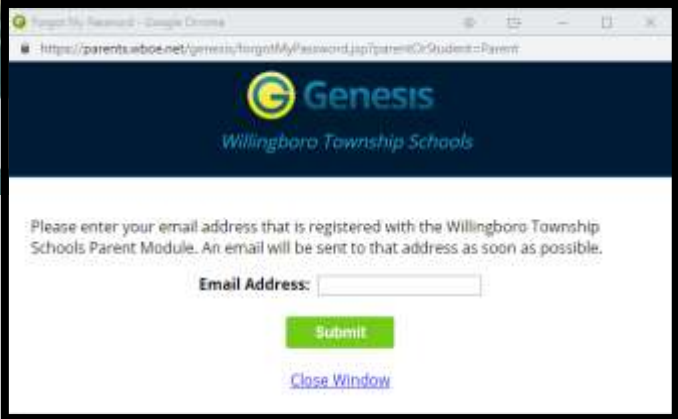 Forgot My Password - Google Chrome
https://parents.wboe.net/genesis/forgotMyPassword.jsp?parentOrStudent=Parent
G Genesis
Willingboro Township Schools
Please enter your email address that is registered with the Willingboro Township
Schools Parent Module. An email will be sent to that address as soon as possible.
Email Address:
Submit
Close Window